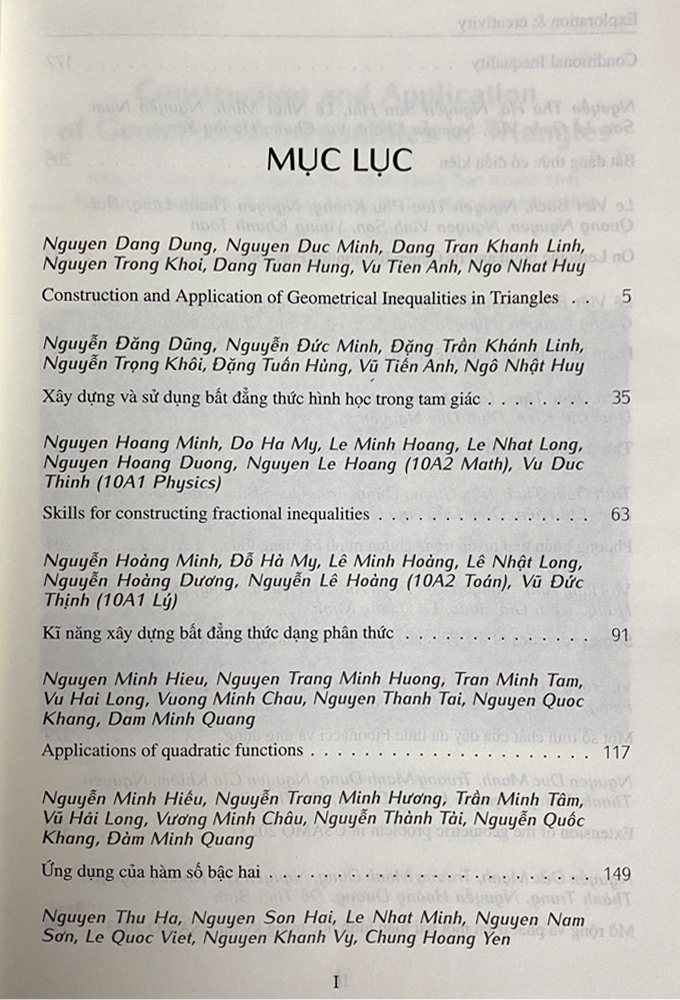 MỤC LỤC
Nguyen Dang Dung, Nguyen Duc Minh, Dang Tran Khanh Linh,
Nguyen Trong Khoi, Dang Tuan Hung, Vu Tien Anh, Ngo Nhat Huy
Construction and Application of Geometrical Inequalities in Triangles . . 5
Nguyễn Đăng Dũng, Nguyễn Đức Minh, Đặng Trần Khánh Linh,
Nguyễn Trọng Khôi, Đặng Tuấn Hùng, Vũ Tiến Anh, Ngô Nhật Huy
Xây dựng và sử dụng bất đẳng thức hình học trong tam giác . . . . . . . . 35
Nguyen Hoang Minh, Do Ha My, Le Minh Hoang, Le Nhat Long,
Nguyen Hoang Duong, Nguyen Le Hoang (10A2 Math), Vu Duc
Thinh (10A1 Physics)
Skills for constructing fractional inequalities . . . . . . . . . . . . . . . . 63
Nguyễn Hoàng Minh, Đỗ Hà My, Lê Minh Hoàng, Lê Nhật Long,
Nguyễn Hoàng Dương, Nguyễn Lê Hoàng (10A2 Toán), Vũ Đức
Thịnh (10A1 Lý)
Kĩ năng xây dựng bất đẳng thức dạng phân thức . . . . . . . . . . . . . . 91
Nguyen Minh Hieu, Nguyen Trang Minh Huong, Tran Minh Tam,
Vu Hai Long, Vuong Minh Chau, Nguyen Thanh Tai, Nguyen Quoc
Khang, Dam Minh Quang
Applications of quadratic functions . . . . . . . . . . . . . . . . . . . . . 117
Nguyễn Minh Hiếu, Nguyễn Trang Minh Hương, Trần Minh Tâm,
Vũ Hải Long, Vương Minh Châu, Nguyễn Thành Tài, Nguyễn Quốc
Khang, Đàm Minh Quang
Ứng dụng của hàm số bậc hai . . . . . . . . . . . . . . . . . . . . . . . . 149
Nguyen Thu Ha, Nguyen Son Hai, Le Nhat Minh, Nguyen Nam
Sơn, Le Quoc Viet, Nguyen Khanh Vy, Chung Hoang Yen
I